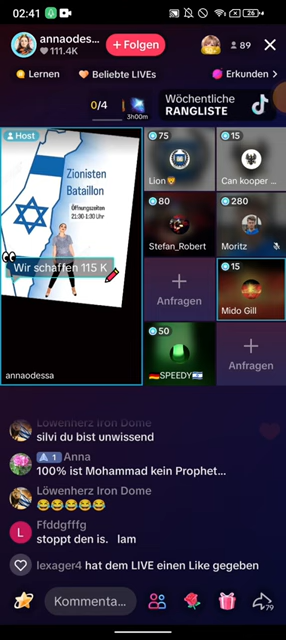 02:41
26
annaodes...
111.4K
+ Folgen
89
Lernen
Beliebte LIVEs
Erkunden >
0/4
3h00m
Wöchentliche
RANGLISTE
Host
Zionisten
Bataillon
Öffnungszeiten
21:30-1:30 Uhr
Wir schaffen 115 K
annaodessa
75
Lion
15
Can kooper ...
80
Stefan_Robert
280
Moritz
Anfragen
15
Mido Gill
50
SPEEDY
Anfragen
Löwenherz Iron Dome
silvi du bist unwissend
1 Anna
100% ist Mohammad kein Prophet...
Löwenherz Iron Dome
L
Ffddgfffg
stoppt den is. lam
lexager4 hat dem LIVE einen Like gegeben
Kommenta...
79